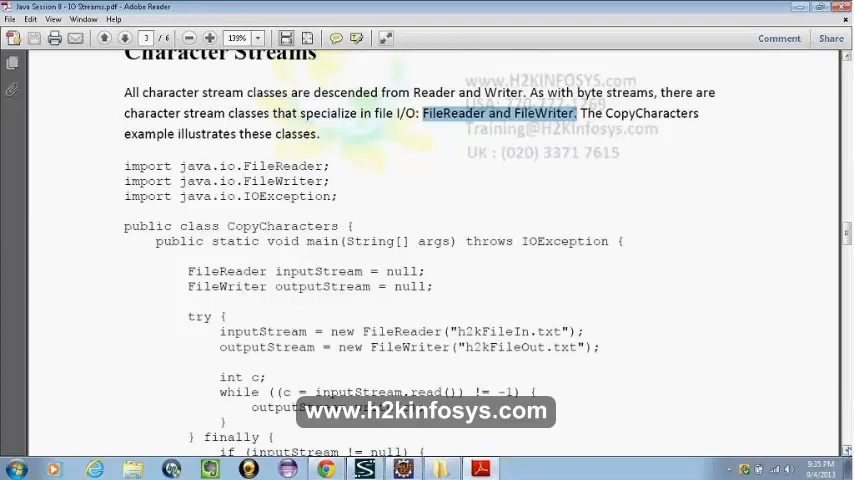 Java Session 8 - IO Streams.pdf - Adobe Reader
File Edit View Window Help
3 / 6 139% Comment Share
Character Streams
www.H2KINFOSYS.com
All character stream classes are descended from Reader and Writer. As with byte streams, there are
USA: 770-777-1269
character stream classes that specialize in file I/O: FileReader and FileWriter. The CopyCharacters
Training@H2KINFOSYS.com
example illustrates these classes.
UK : (020) 3371 7615
import java.io.FileReader;
import java.io.FileWriter;
import java.io.IOException;
public class CopyCharacters {
public static void main(String[] args) throws IOException {
FileReader inputStream = null;
FileWriter outputStream = null;
try {
inputStream = new FileReader("h2kFileIn.txt");
outputStream = new FileWriter("h2kFileOut.txt");
int c;
while ((c = inputStream.read()) != -1) {
www.h2kinfosys.com
}
} finally {
if (inputStream != null) {
9:35 PM
9/4/2013